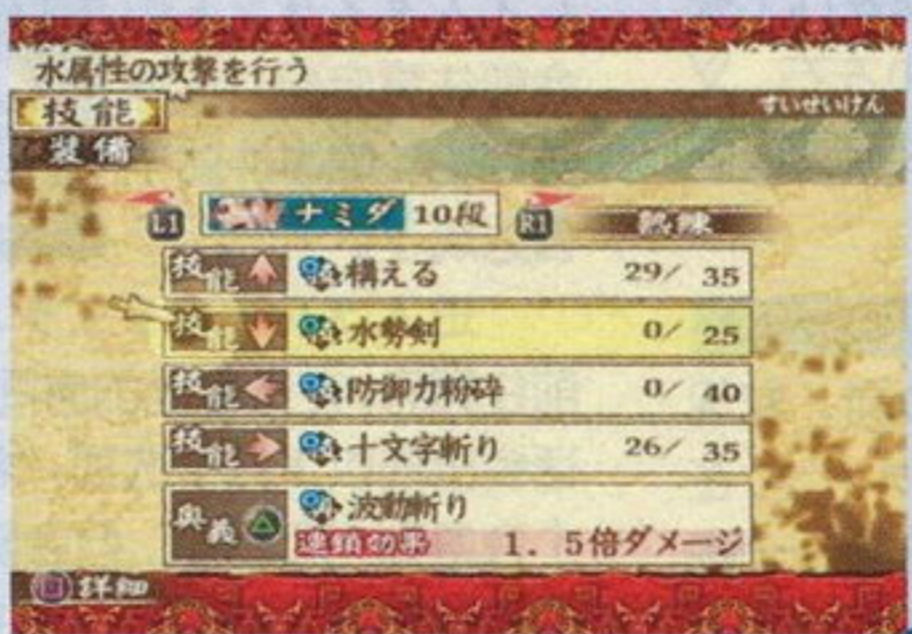 水属性の攻撃を行う
技能
すいせいけん
装備
L1 ナミダ 10段 R1 熟練
技能 構える 29/ 35
技能 水勢剣 0/ 25
技能 防御力粉砕 0/ 40
技能 十文字斬り 26/ 35
奥義 波動斬り
連鎖効果 1.5倍ダメージ
詳細